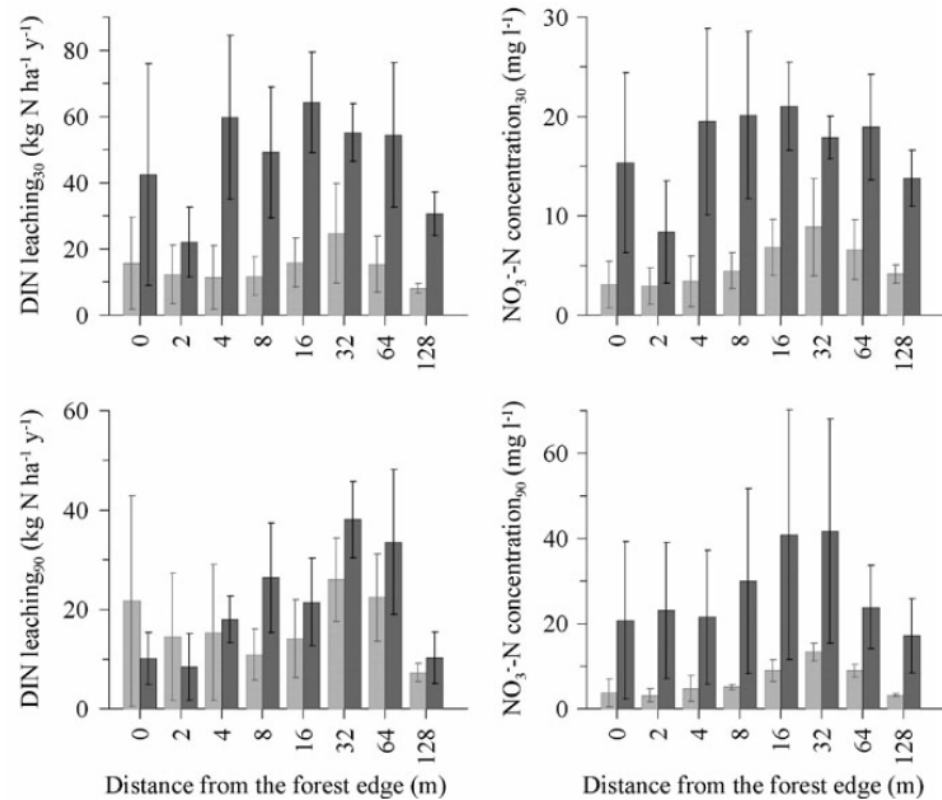 DIN leaching₃₀ (kg N ha⁻¹ y⁻¹)
80
60
40
20
0
0 2 4 8 16 32 64 128
NO₃⁻-N concentration₃₀ (mg l⁻¹)
30
20
10
0
0 2 4 8 16 32 64 128
DIN leaching₉₀ (kg N ha⁻¹ y⁻¹)
60
40
20
0
0 2 4 8 16 32 64 128
Distance from the forest edge (m)
NO₃⁻-N concentration₉₀ (mg l⁻¹)
60
40
20
0
0 2 4 8 16 32 64 128
Distance from the forest edge (m)